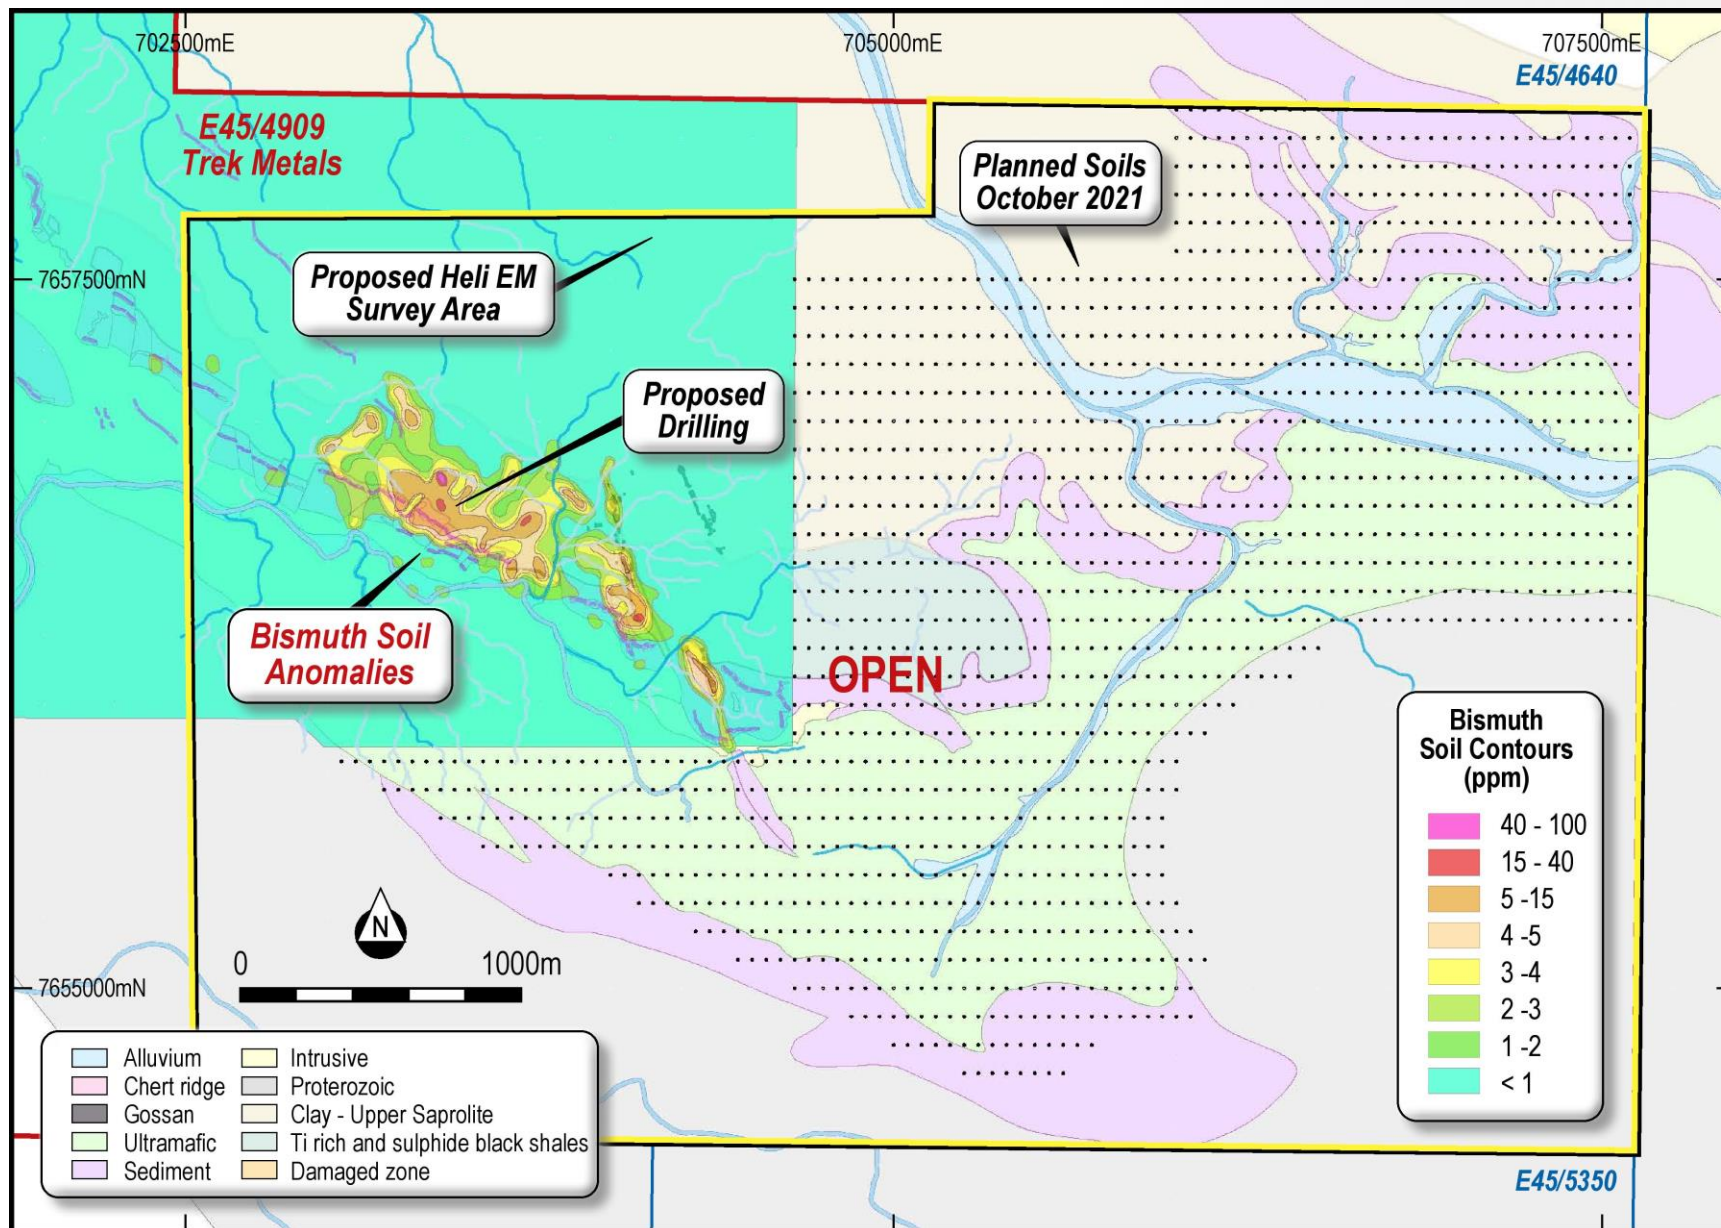 702500mE
705000mE
707500mE
E45/4640
E45/4909
Trek Metals
Planned Soils
October 2021
7657500mN
Proposed Heli EM
Survey Area
Proposed
Drilling
Bismuth Soil
Anomalies
OPEN
Bismuth
Soil Contours
(ppm)
40 - 100
15 - 40
5 -15
4 -5
3 -4
2 -3
1 -2
< 1
N
0 1000m
7655000mN
Alluvium
Chert ridge
Gossan
Ultramafic
Sediment
Intrusive
Proterozoic
Clay - Upper Saprolite
Ti rich and sulphide black shales
Damaged zone
E45/5350